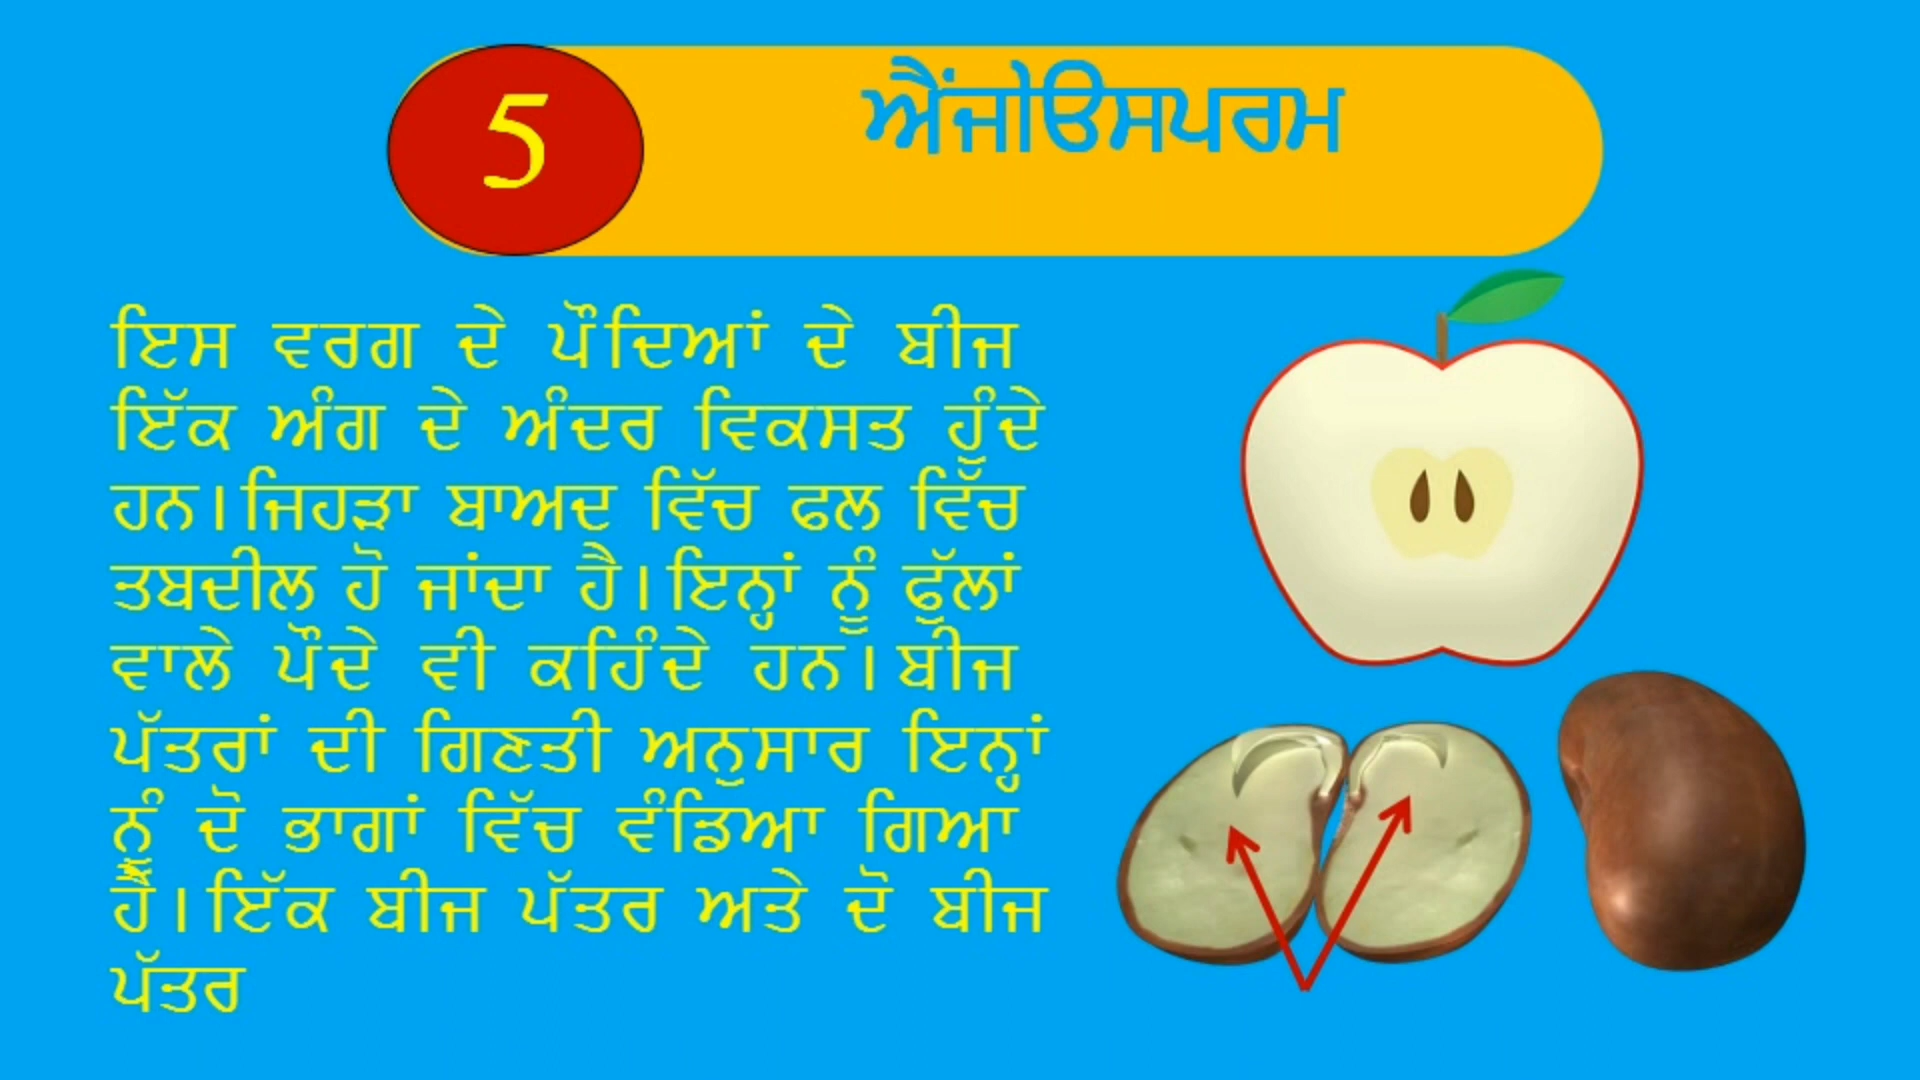 5
ਐਂਜੀਓਸਪਰਮ
ਇਸ ਵਰਗ ਦੇ ਪੌਦਿਆਂ ਦੇ ਬੀਜ
ਇੱਕ ਅੰਗ ਦੇ ਅੰਦਰ ਵਿਕਸਤ ਹੁੰਦੇ
ਹਨ।ਜਿਹੜਾ ਬਾਅਦ ਵਿੱਚ ਫਲ ਵਿੱਚ
ਤਬਦੀਲ ਹੋ ਜਾਂਦਾ ਹੈ।ਇਨ੍ਹਾਂ ਨੂੰ ਫੁੱਲਾਂ
ਵਾਲੇ ਪੌਦੇ ਵੀ ਕਹਿੰਦੇ ਹਨ।ਬੀਜ
ਪੱਤਰਾਂ ਦੀ ਗਿਣਤੀ ਅਨੁਸਾਰ ਇਨ੍ਹਾਂ
ਨੂੰ ਦੋ ਭਾਗਾਂ ਵਿੱਚ ਵੰਡਿਆ ਗਿਆ
ਹੈ।ਇੱਕ ਬੀਜ ਪੱਤਰ ਅਤੇ ਦੋ ਬੀਜ
ਪੱਤਰ